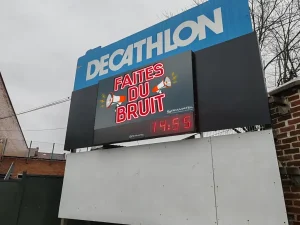 DECATHLON
FAITES
DU
BRUIT
14:55